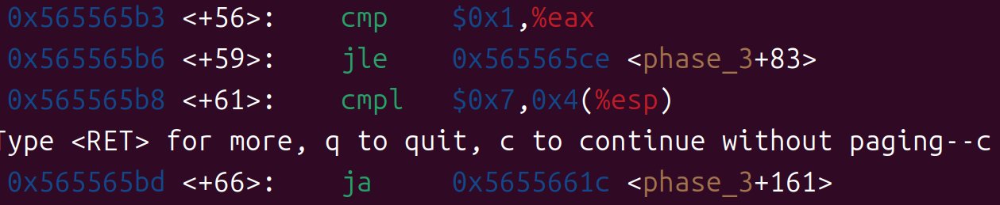 0x565565b3 <+56>: cmp $0x1,%eax
0x565565b6 <+59>: jle 0x565565ce <phase_3+83>
0x565565b8 <+61>: cmpl $0x7,0x4(%esp)
Type <RET> for more, q to quit, c to continue without paging--c
0x565565bd <+66>: ja 0x5655661c <phase_3+161>